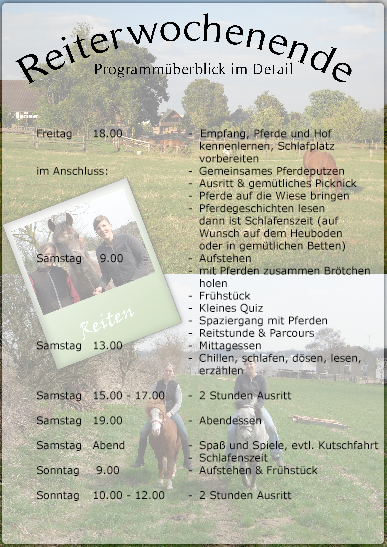 Reiterwochenende
Programmüberblick im Detail
Freitag 18.00 - Empfang, Pferde und Hof
kennenlernen, Schlafplatz
vorbereiten
im Anschluss: - Gemeinsames Pferdeputzen
- Ausritt & gemütliches Picknick
- Pferde auf die Wiese bringen
- Pferdegeschichten lesen
dann ist Schlafenszeit (auf
Wunsch auf dem Heuboden
oder in gemütlichen Betten)
Samstag 9.00 - Aufstehen
- mit Pferden zusammen Brötchen
holen
- Frühstück
- Kleines Quiz
- Spaziergang mit Pferden
Reiten
- Reitstunde & Parcours
Samstag 13.00 - Mittagessen
- Chillen, schlafen, dösen, lesen,
erzählen
Samstag 15.00 - 17.00 - 2 Stunden Ausritt
Samstag 19.00 - Abendessen
Samstag Abend - Spaß und Spiele, evtl. Kutschfahrt
- Schlafenszeit
Sonntag 9.00 - Aufstehen & Frühstück
Sonntag 10.00 - 12.00 - 2 Stunden Ausritt